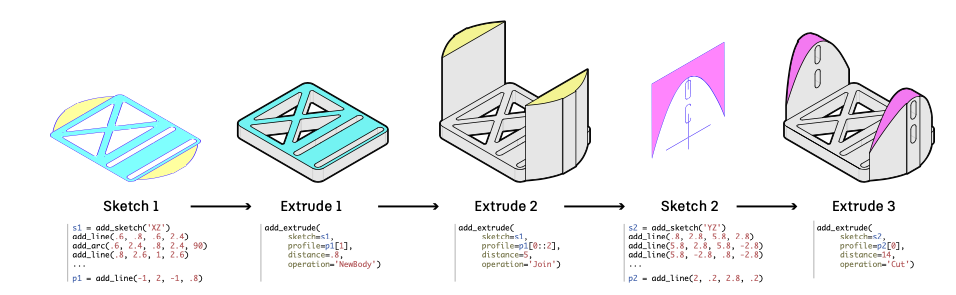 Sketch 1
Extrude 1
Extrude 2
Sketch 2
Extrude 3
s1 = add_sketch('XZ')
add_line(.6, .8, .6, 2.4)
add_arc(.6, 2.4, .8, 2.4, 90)
add_line(.8, 2.6, 1, 2.6)
...
p1 = add_line(-1, 2, -1, .8)
add_extrude(
sketch=s1,
profile=p1[1],
distance=.8,
operation='NewBody')
add_extrude(
sketch=s1,
profile=p1[0::2],
distance=5,
operation='Join')
s2 = add_sketch('YZ')
add_line(.8, 2.8, 5.8, 2.8)
add_line(5.8, 2.8, 5.8, -2.8)
add_line(5.8, -2.8, .8, -2.8)
...
p2 = add_line(2, .2, 2.8, .2)
add_extrude(
sketch=s2,
profile=p2[0],
distance=14,
operation='Cut')